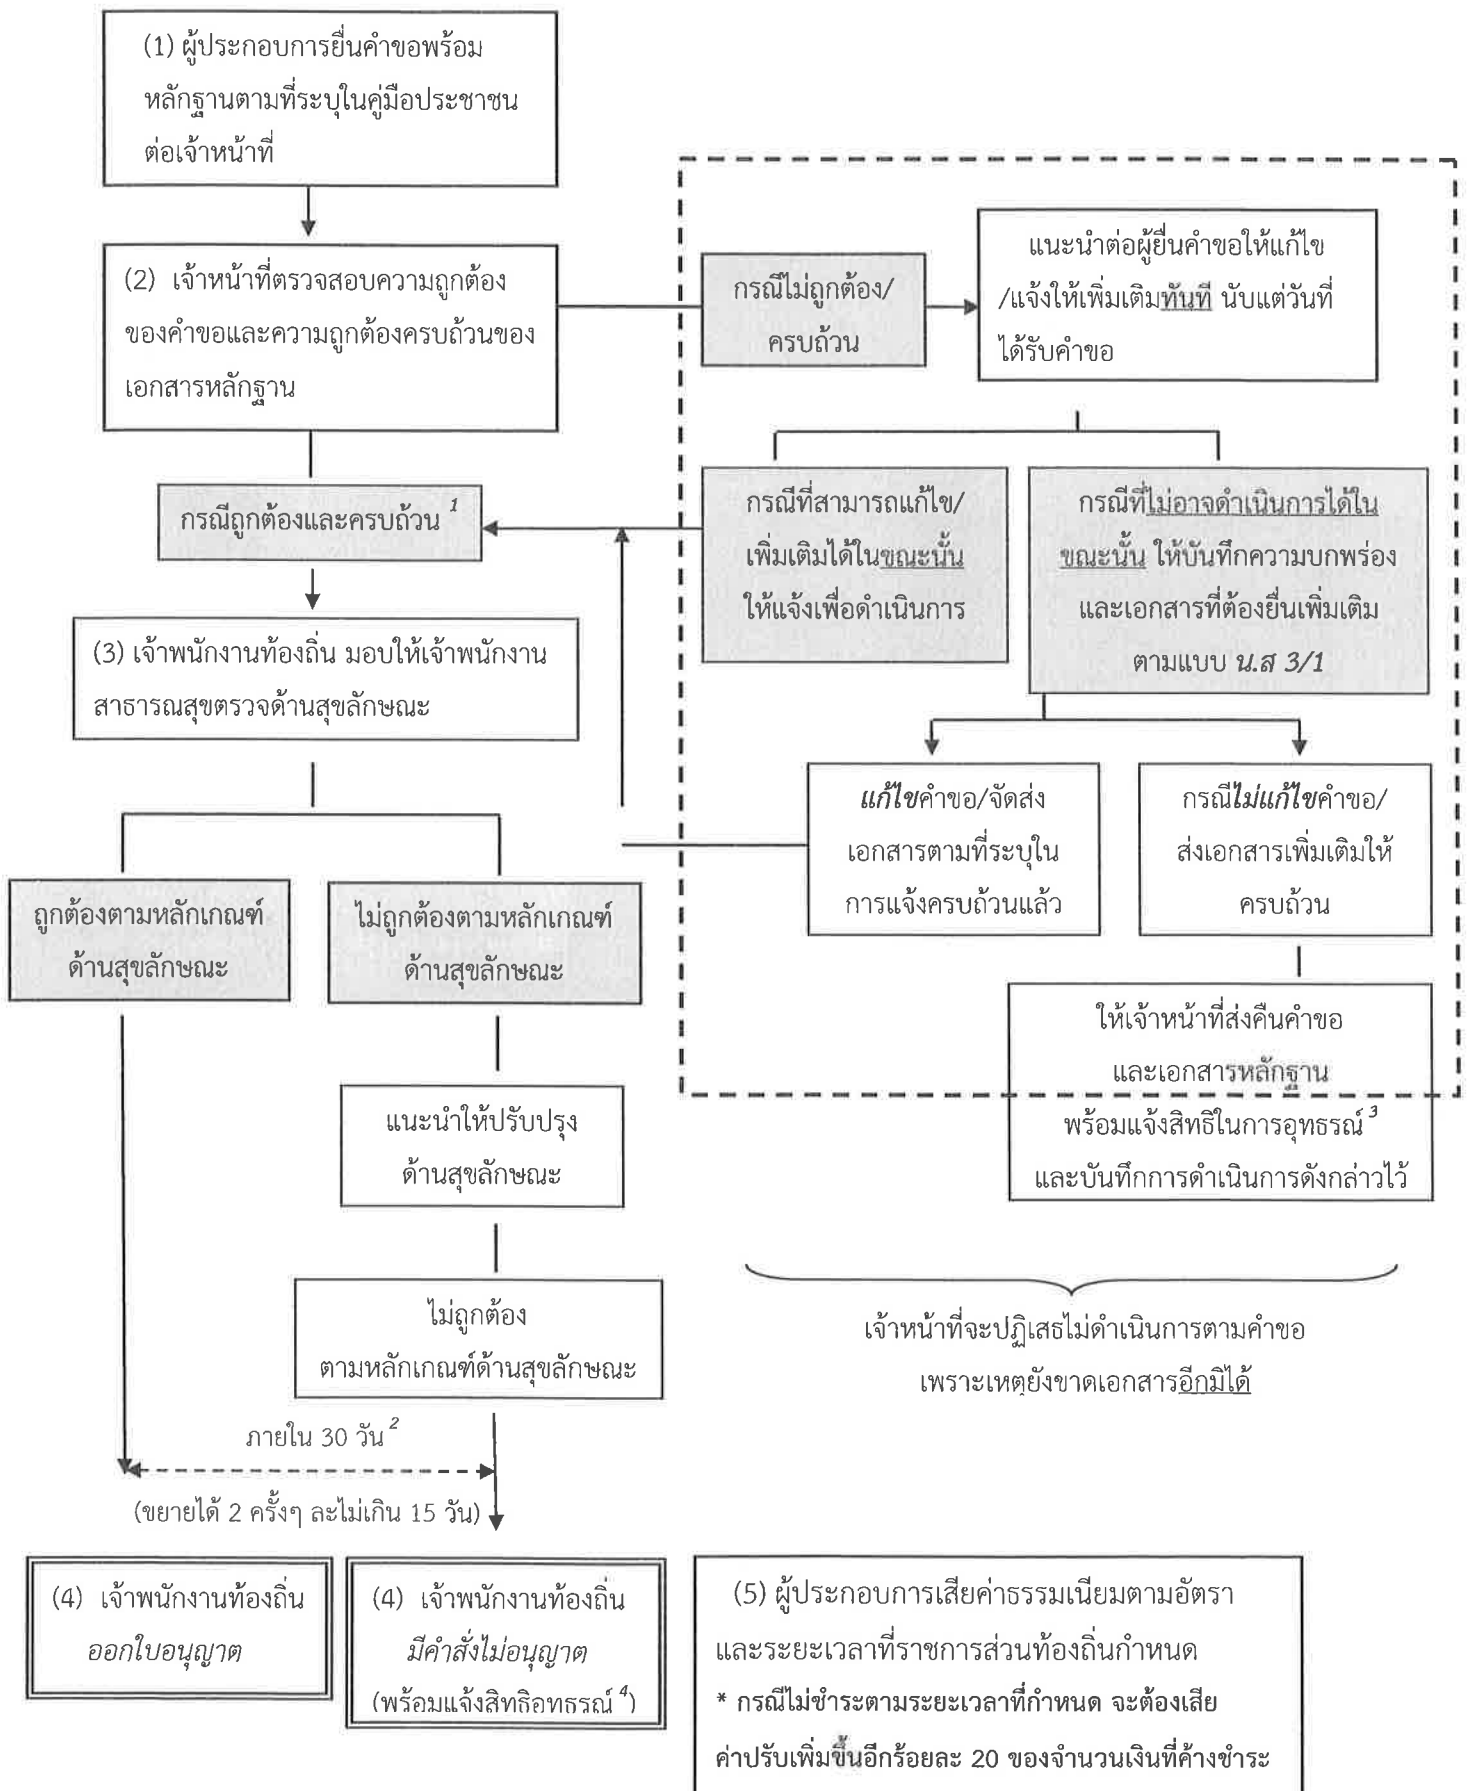 (1) ผู้ประกอบการยื่นคำขอพร้อม
หลักฐานตามที่ระบุในคู่มือประชาชน
ต่อเจ้าหน้าที่
(2) เจ้าหน้าที่ตรวจสอบความถูกต้อง
ของคำขอและความถูกต้องครบถ้วนของ
เอกสารหลักฐาน
กรณีไม่ถูกต้อง/
ครบถ้วน
แนะนำต่อผู้ยื่นคำขอให้แก้ไข
/แจ้งให้เพิ่มเติมทันที นับแต่วันที่
ได้รับคำขอ
กรณีถูกต้องและครบถ้วน 1
กรณีที่สามารถแก้ไข/
เพิ่มเติมได้ในขณะนั้น
ให้แจ้งเพื่อดำเนินการ
กรณีที่ไม่อาจดำเนินการได้ใน
ขณะนั้น ให้บันทึกความบกพร่อง
และเอกสารที่ต้องยื่นเพิ่มเติม
ตามแบบ น.ส 3/1
(3) เจ้าพนักงานท้องถิ่น มอบให้เจ้าพนักงาน
สาธารณสุขตรวจด้านสุขลักษณะ
แก้ไขคำขอ/จัดส่ง
เอกสารตามที่ระบุใน
การแจ้งครบถ้วนแล้ว
กรณีไม่แก้ไขคำขอ/
ส่งเอกสารเพิ่มเติมให้
ครบถ้วน
ถูกต้องตามหลักเกณฑ์
ด้านสุขลักษณะ
ไม่ถูกต้องตามหลักเกณฑ์
ด้านสุขลักษณะ
ให้เจ้าหน้าที่ส่งคืนคำขอ
และเอกสารหลักฐาน
พร้อมแจ้งสิทธิในการอุทธรณ์ 3
และบันทึกการดำเนินการดังกล่าวไว้
แนะนำให้ปรับปรุง
ด้านสุขลักษณะ
ไม่ถูกต้อง
ตามหลักเกณฑ์ด้านสุขลักษณะ
เจ้าหน้าที่จะปฏิเสธไม่ดำเนินการตามคำขอ
เพราะเหตุยังขาดเอกสารอีกมิได้
ภายใน 30 วัน 2
(ขยายได้ 2 ครั้งๆ ละไม่เกิน 15 วัน)
(4) เจ้าพนักงานท้องถิ่น
ออกใบอนุญาต
(4) เจ้าพนักงานท้องถิ่น
มีคำสั่งไม่อนุญาต
(พร้อมแจ้งสิทธิอุทธรณ์ 4)
(5) ผู้ประกอบการเสียค่าธรรมเนียมตามอัตรา
และระยะเวลาที่ราชการส่วนท้องถิ่นกำหนด
* กรณีไม่ชำระตามระยะเวลาที่กำหนด จะต้องเสีย
ค่าปรับเพิ่มขึ้นอีกร้อยละ 20 ของจำนวนเงินที่ค้างชำระ